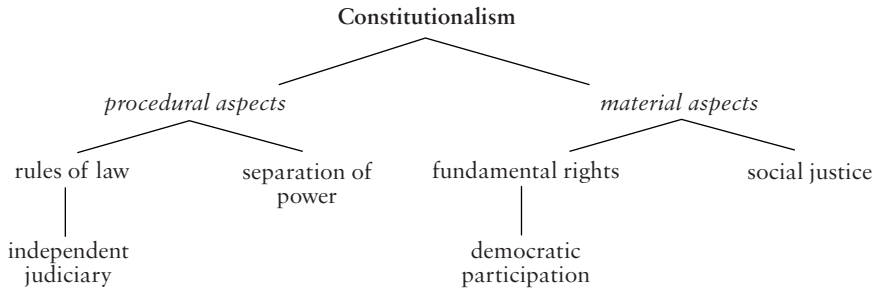 Constitutionalism
procedural aspects
material aspects
rules of law
separation of
power
fundamental rights
social justice
independent
judiciary
democratic
participation